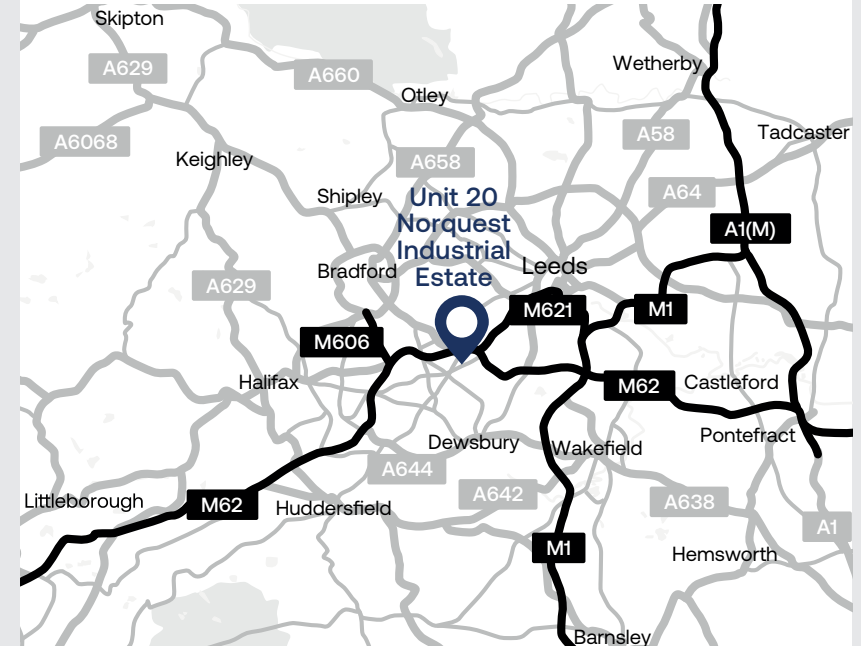 Skipton
Wetherby
A629
A660
Otley
A6068
A58
Tadcaster
Keighley
A658
A64
Shipley
Unit 20
Norquest
Industrial
Estate
A1(M)
Bradford
Leeds
A629
M621
M1
M606
Halifax
M62
Castleford
Pontefract
Dewsbury
Wakefield
A644
Littleborough
M62
Huddersfield
A642
A638
A1
M1
Hemsworth
Barnsley